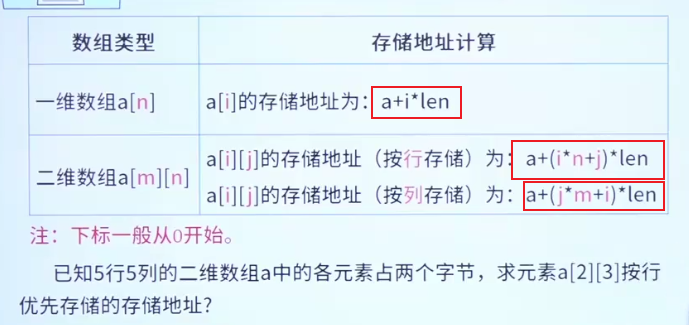 数组类型 存储地址计算
一维数组a[n] a[i]的存储地址为：a+i*len
二维数组a[m][n] a[i][j]的存储地址（按行存储）为：a+(i*n+j)*len
a[i][j]的存储地址（按列存储）为：a+(j*m+i)*len
注：下标一般从0开始。
已知5行5列的二维数组a中的各元素占两个字节，求元素a[2][3]按行
优先存储的存储地址?